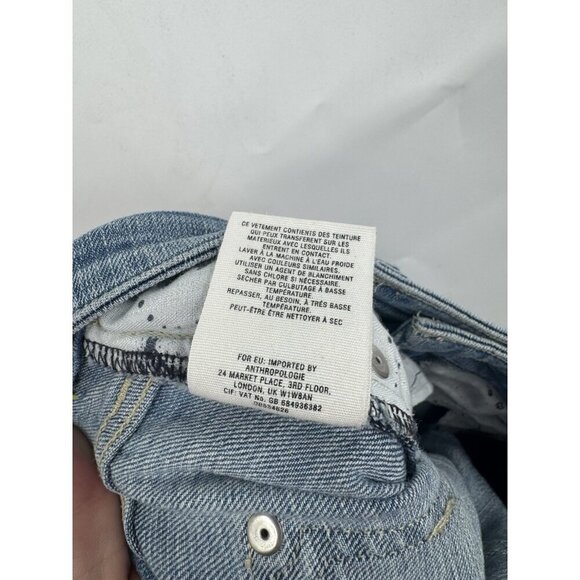 CE VETEMENT CONTIENTS DES TEINTURE
QUI PEUX TRANSFERENT SUR LES
MATERIEUX AVEC LESQUELLES ILS
ENTRENT EN CONTACT.
LAVER À LA MACHINE À L'EAU FROIDE
AVEC COULEURS SIMILAIRES.
UTILISER UN AGENT DE BLANCHIMENT
SANS CHLORE SI NÉCESSAIRE.
SECHER PAR CULBUTAGE À BASSE
TEMPÉRATURE.
REPASSER, AU BESOIN, À TRÈS BASSE
TEMPÉRATURE.
PEUT-ÊTRE ÊTRE NETTOYER À SEC
FOR EU: IMPORTED BY
ANTHROPOLOGIE
24 MARKET PLACE, 3RD FLOOR,
LONDON, UK W1W8AN
CIF: VAT No. GB 684936382